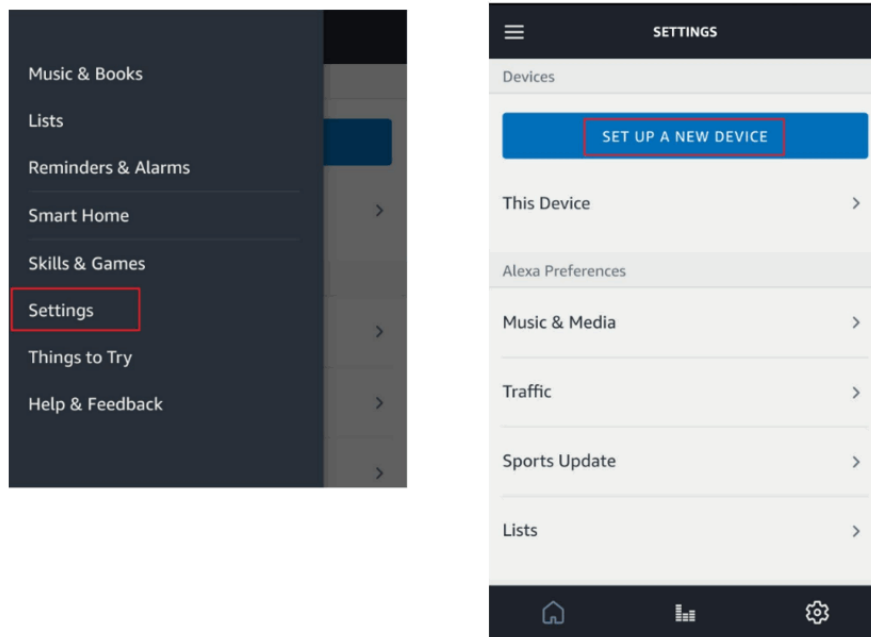 Music & Books
Lists
Reminders & Alarms
Smart Home
Skills & Games
Settings
Things to Try
Help & Feedback
SETTINGS
Devices
SET UP A NEW DEVICE
This Device
Alexa Preferences
Music & Media
Traffic
Sports Update
Lists